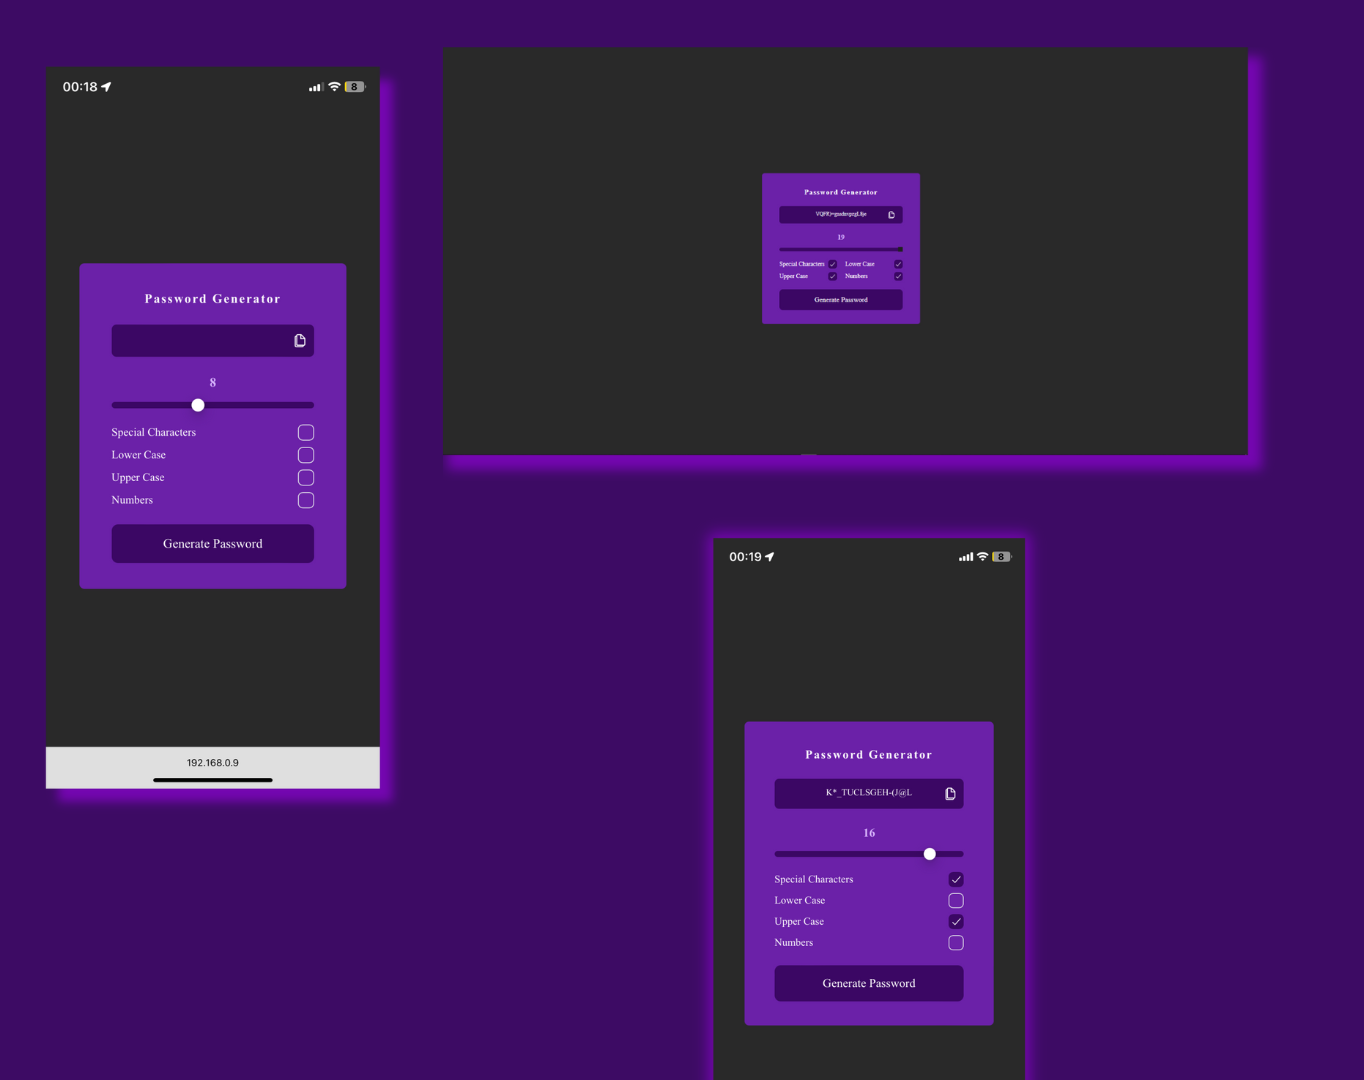 00:18
8
Password Generator
8
Special Characters
Lower Case
Upper Case
Numbers
Generate Password
192.168.0.9
Password Generator
19
Special Characters
Lower Case
Upper Case
Numbers
Generate Password
00:19
8
Password Generator
K*_TUCLSGEH-(J@L
16
Special Characters
Lower Case
Upper Case
Numbers
Generate Password